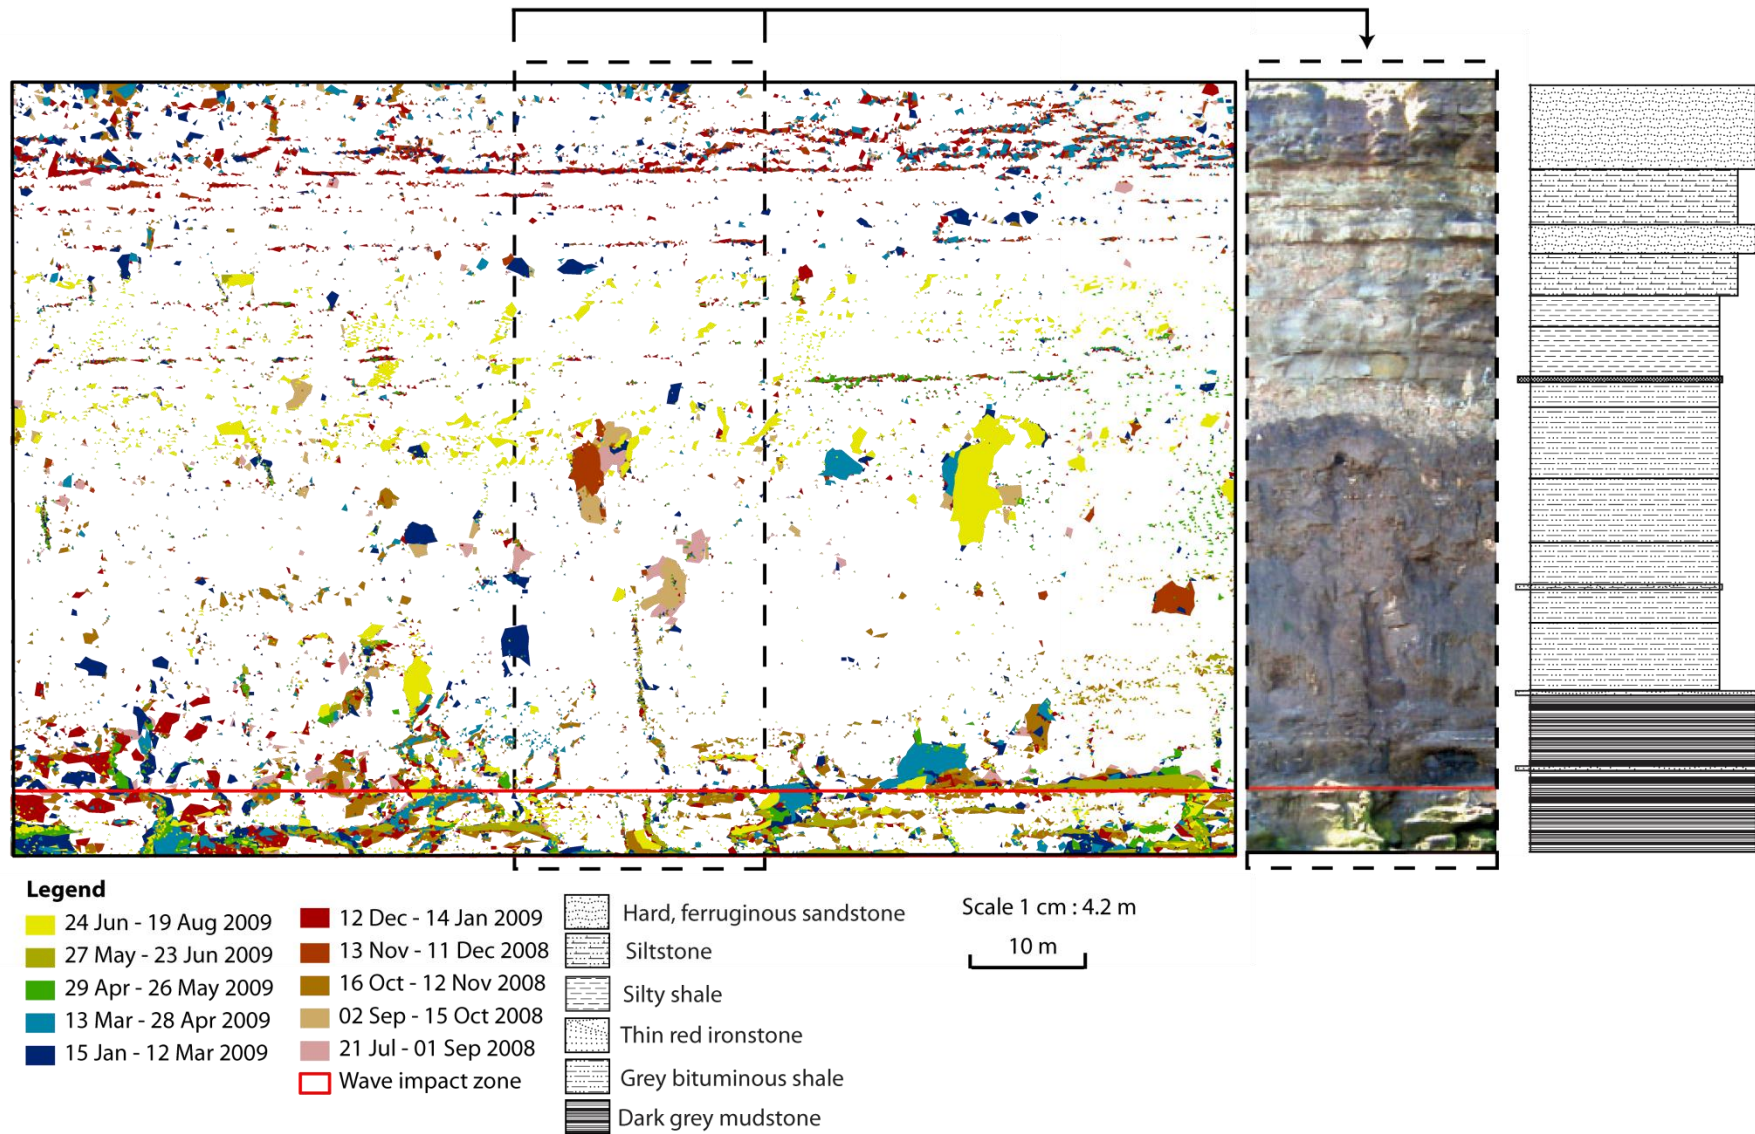 Legend
24 Jun - 19 Aug 2009
27 May - 23 Jun 2009
29 Apr - 26 May 2009
13 Mar - 28 Apr 2009
15 Jan - 12 Mar 2009
12 Dec - 14 Jan 2009
13 Nov - 11 Dec 2008
16 Oct - 12 Nov 2008
02 Sep - 15 Oct 2008
21 Jul - 01 Sep 2008
Wave impact zone
Hard, ferruginous sandstone
Siltstone
Silty shale
Thin red ironstone
Grey bituminous shale
Dark grey mudstone
Scale 1 cm : 4.2 m
10 m